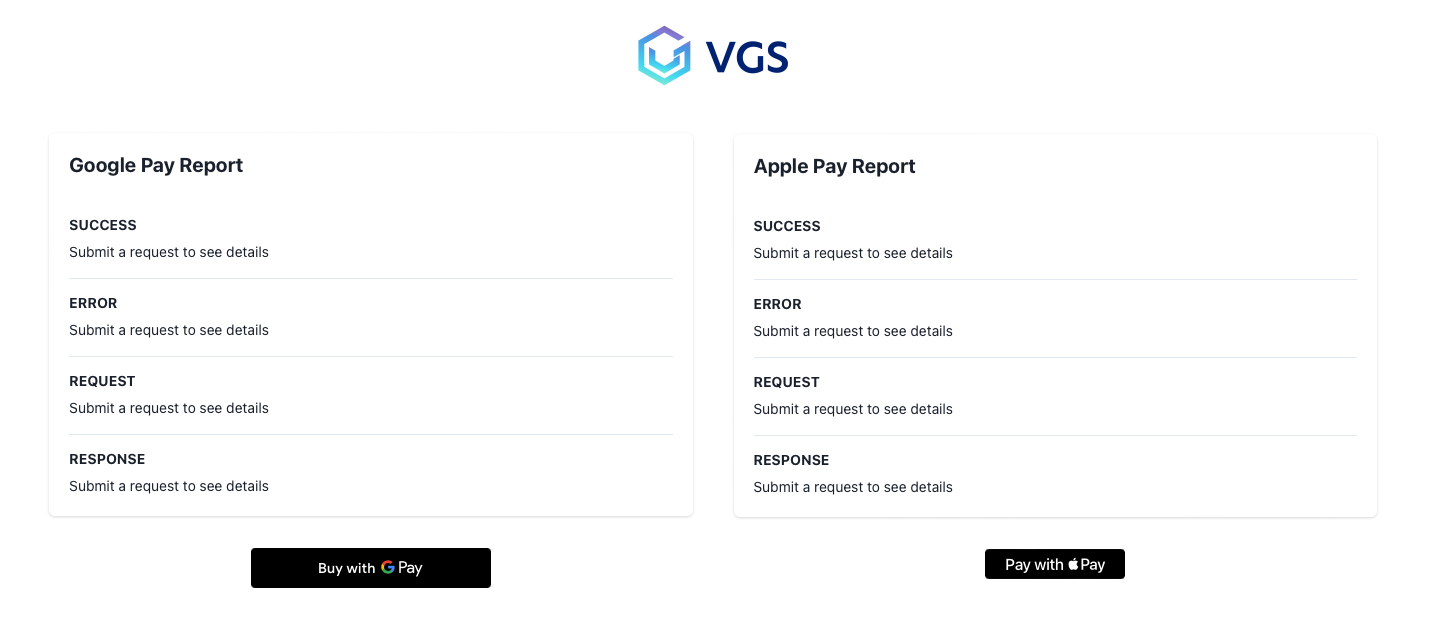 VGS
Google Pay Report
SUCCESS
Submit a request to see details
ERROR
Submit a request to see details
REQUEST
Submit a request to see details
RESPONSE
Submit a request to see details
Buy with G Pay
Apple Pay Report
SUCCESS
Submit a request to see details
ERROR
Submit a request to see details
REQUEST
Submit a request to see details
RESPONSE
Submit a request to see details
Pay with Pay